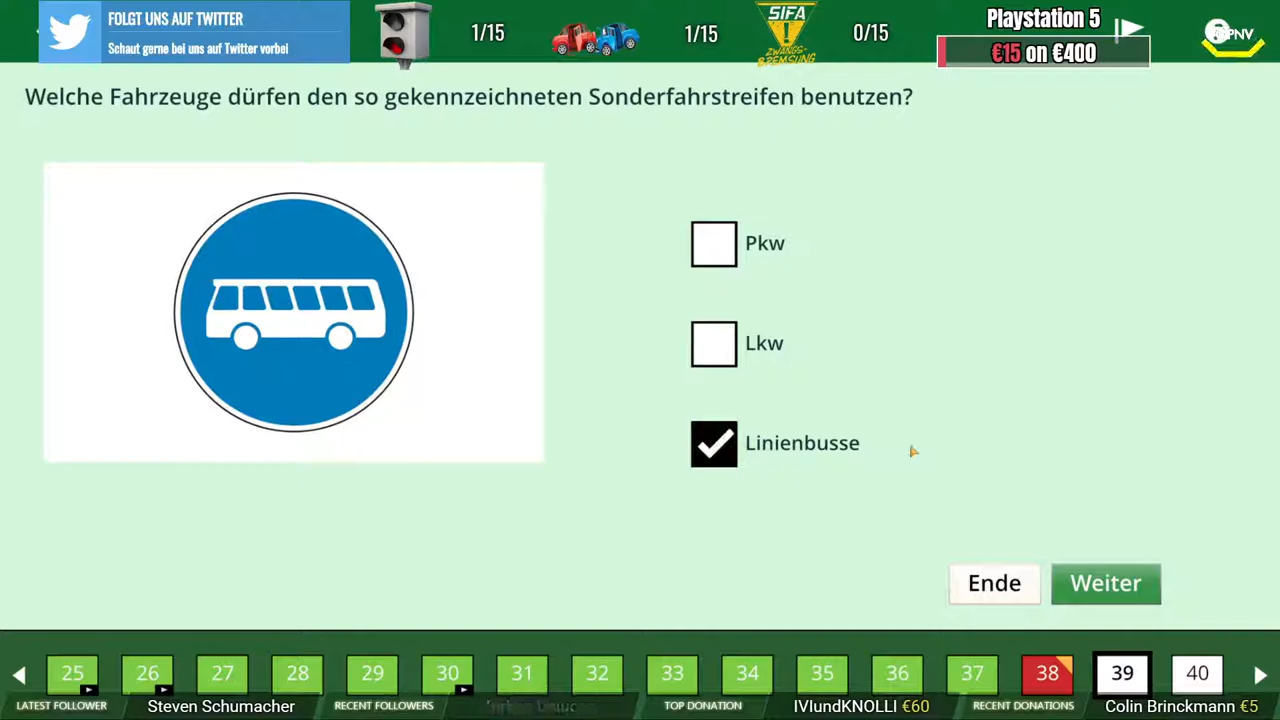 FOLGT UNS AUF TWITTER
Schaut gerne bei uns auf Twitter vorbei
1/15
1/15
SIFA
ZWANGS-
BREMSUNG
0/15
Playstation 5
€15 on €400
ÖPNV
Welche Fahrzeuge dürfen den so gekennzeichneten Sonderfahrstreifen benutzen?
Pkw
Lkw
Linienbusse
Ende
Weiter
25
26
27
28
29
30
31
32
33
34
35
36
37
38
39
40
LATEST FOLLOWER
Steven Schumacher
RECENT FOLLOWERS
TOP DONATION
IVIundKNOLLI €60
RECENT DONATIONS
Colin Brinckmann €5